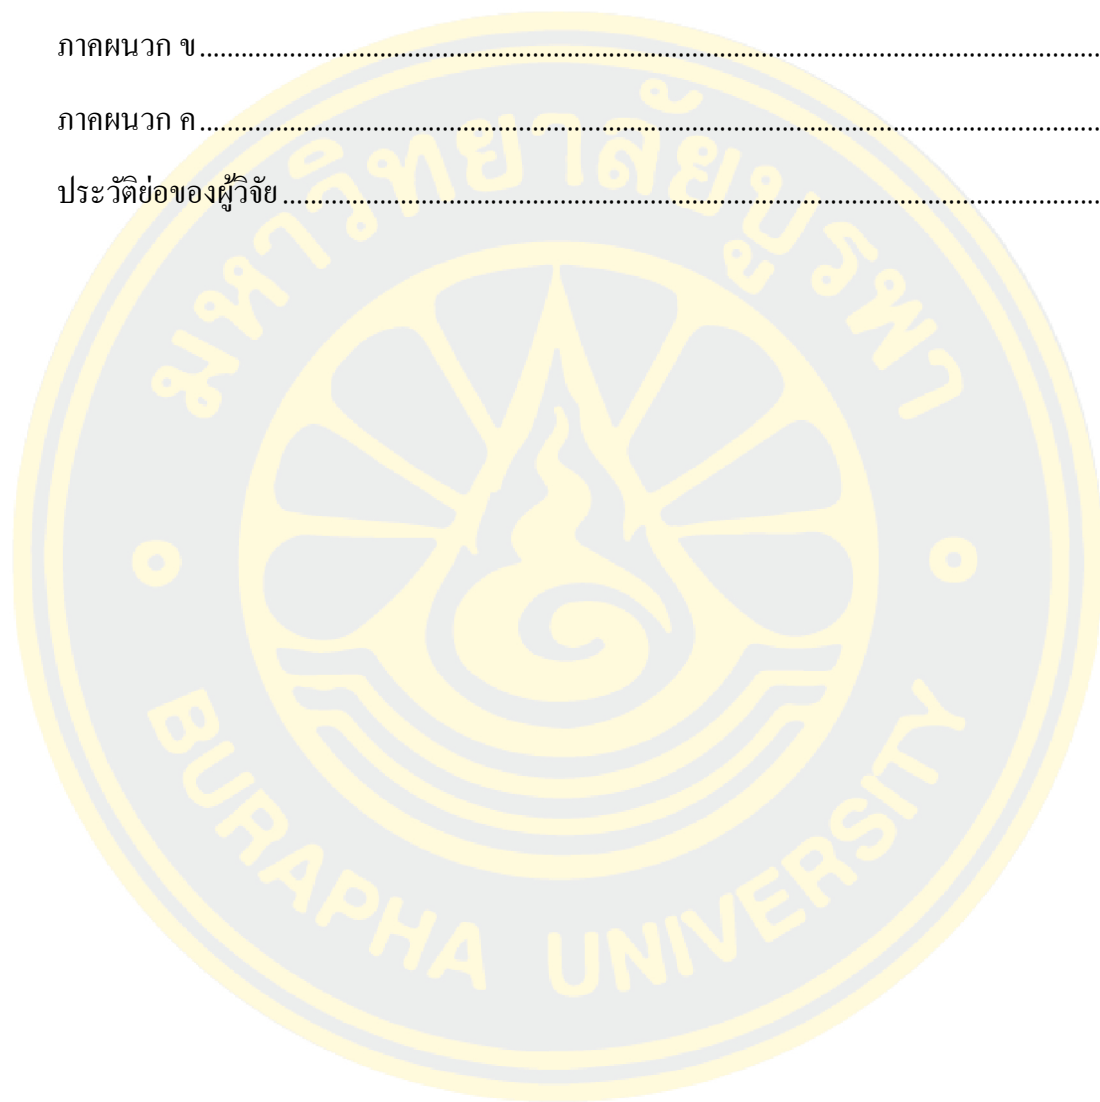 ภาคผนวก ข........................................................................................................................
ภาคผนวก ค........................................................................................................................
ประวัติย่อของผู้วิจัย..............................................................................................................
มหาวิทยาลัยบูรพา
BURAPHA UNIVERSITY